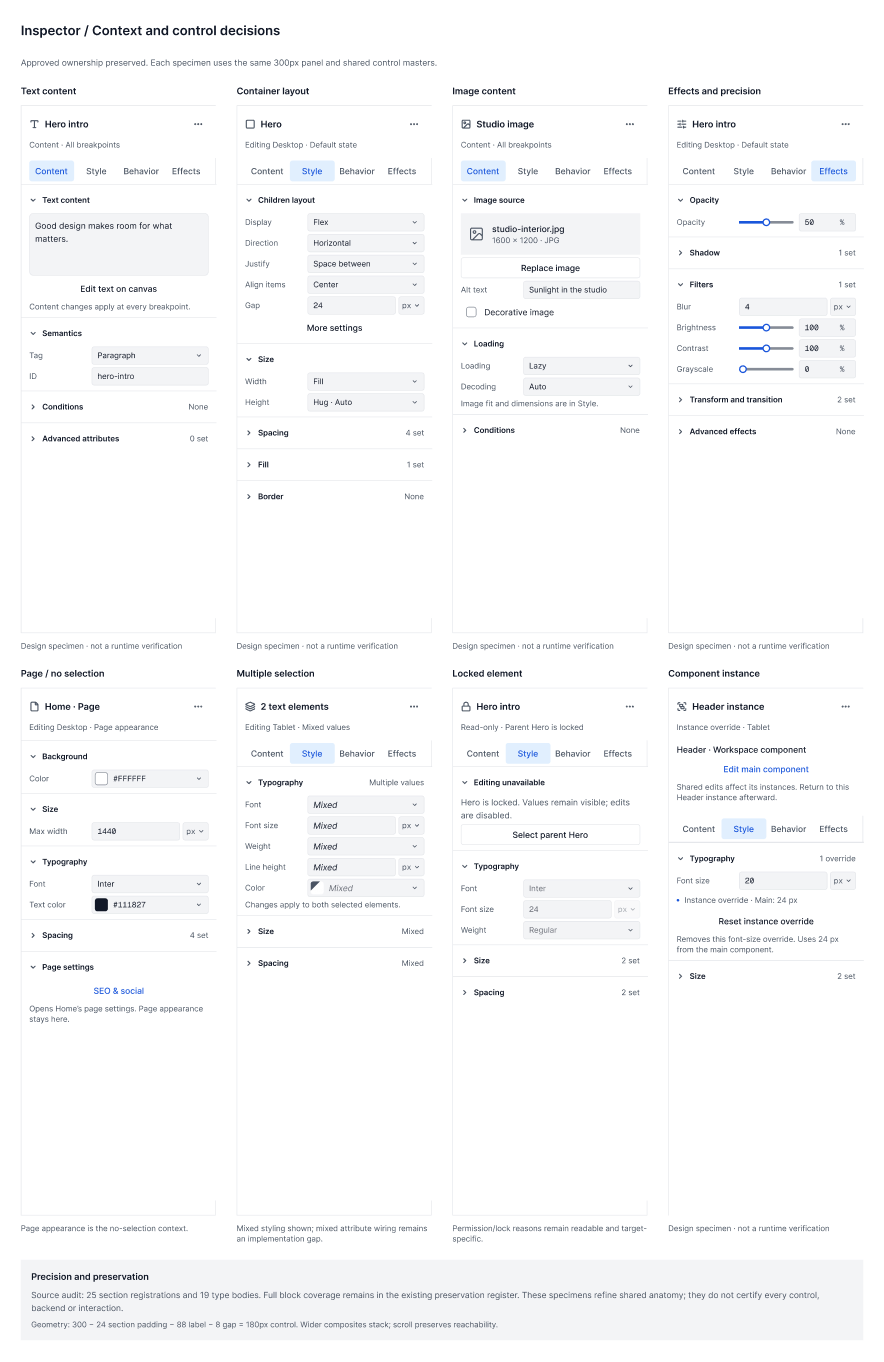 Inspector / Context and control decisions
Approved ownership preserved. Each specimen uses the same 300px panel and shared control masters.
Text content
Hero intro
Content · All breakpoints
Content Style Behavior Effects
Text content
Good design makes room for what
matters.
Edit text on canvas
Content changes apply at every breakpoint.
Semantics
Tag Paragraph
ID hero-intro
Conditions None
Advanced attributes 0 set
Design specimen · not a runtime verification
Container layout
Hero
Editing Desktop · Default state
Content Style Behavior Effects
Children layout
Display Flex
Direction Horizontal
Justify Space between
Align items Center
Gap 24 px
More settings
Size
Width Fill
Height Hug · Auto
Spacing 4 set
Fill 1 set
Border None
Design specimen · not a runtime verification
Image content
Studio image
Content · All breakpoints
Content Style Behavior Effects
Image source
studio-interior.jpg
1600 × 1200 · JPG
Replace image
Alt text Sunlight in the studio
Decorative image
Loading
Loading Lazy
Decoding Auto
Image fit and dimensions are in Style.
Conditions None
Design specimen · not a runtime verification
Effects and precision
Hero intro
Editing Desktop · Default state
Content Style Behavior Effects
Opacity
Opacity 50 %
Shadow 1 set
Filters 1 set
Blur 4 px
Brightness 100 %
Contrast 100 %
Grayscale 0 %
Transform and transition 2 set
Advanced effects None
Design specimen · not a runtime verification
Page / no selection
Home · Page
Editing Desktop · Page appearance
Background
Color #FFFFFF
Size
Max width 1440 px
Typography
Font Inter
Text color #111827
Spacing 4 set
Page settings
SEO & social
Opens Home's page settings. Page appearance
stays here.
Page appearance is the no-selection context.
Multiple selection
2 text elements
Editing Tablet · Mixed values
Content Style Behavior Effects
Typography Multiple values
Font Mixed
Font size Mixed px
Weight Mixed
Line height Mixed px
Color Mixed
Changes apply to both selected elements.
Size Mixed
Spacing Mixed
Mixed styling shown; mixed attribute wiring remains
an implementation gap.
Locked element
Hero intro
Read-only · Parent Hero is locked
Content Style Behavior Effects
Editing unavailable
Hero is locked. Values remain visible; edits
are disabled.
Select parent Hero
Typography
Font Inter
Font size 24 px
Weight Regular
Size 2 set
Spacing 2 set
Permission/lock reasons remain readable and target-
specific.
Component instance
Header instance
Instance override · Tablet
Header · Workspace component
Edit main component
Shared edits affect its instances. Return to this
Header instance afterward.
Content Style Behavior Effects
Typography 1 override
Font size 20 px
• Instance override · Main: 24 px
Reset instance override
Removes this font-size override. Uses 24 px
from the main component.
Size 2 set
Design specimen · not a runtime verification
Precision and preservation
Source audit: 25 section registrations and 19 type bodies. Full block coverage remains in the existing preservation register. These specimens refine shared anatomy; they do not certify every control,
backend or interaction.
Geometry: 300 − 24 section padding − 88 label − 8 gap = 180px control. Wider composites stack; scroll preserves reachability.